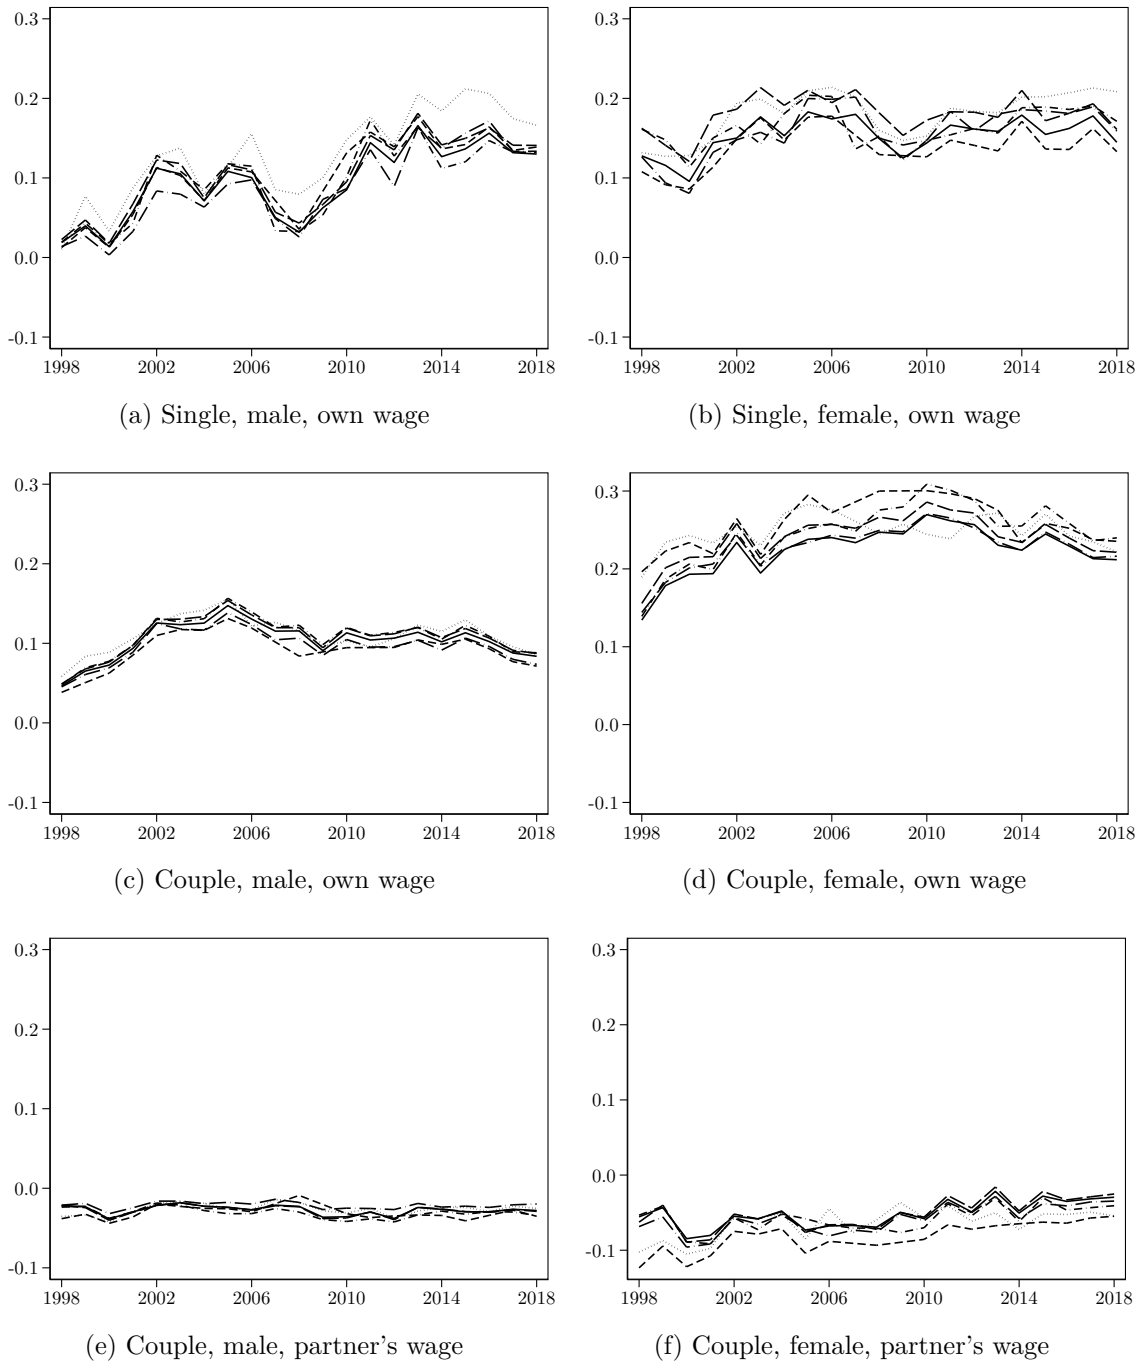 0.3
0.2
0.1
0.0
-0.1
1998 2002 2006 2010 2014 2018
(a) Single, male, own wage
0.3
0.2
0.1
0.0
-0.1
1998 2002 2006 2010 2014 2018
(b) Single, female, own wage
0.3
0.2
0.1
0.0
-0.1
1998 2002 2006 2010 2014 2018
(c) Couple, male, own wage
0.3
0.2
0.1
0.0
-0.1
1998 2002 2006 2010 2014 2018
(d) Couple, female, own wage
0.3
0.2
0.1
0.0
-0.1
1998 2002 2006 2010 2014 2018
(e) Couple, male, partner's wage
0.3
0.2
0.1
0.0
-0.1
1998 2002 2006 2010 2014 2018
(f) Couple, female, partner's wage